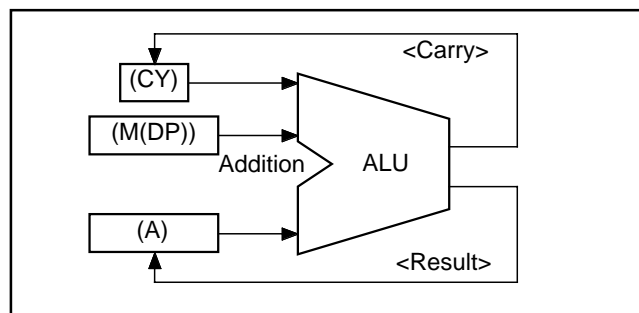 <Carry>
(CY)
(M(DP))
Addition
ALU
(A)
<Result>